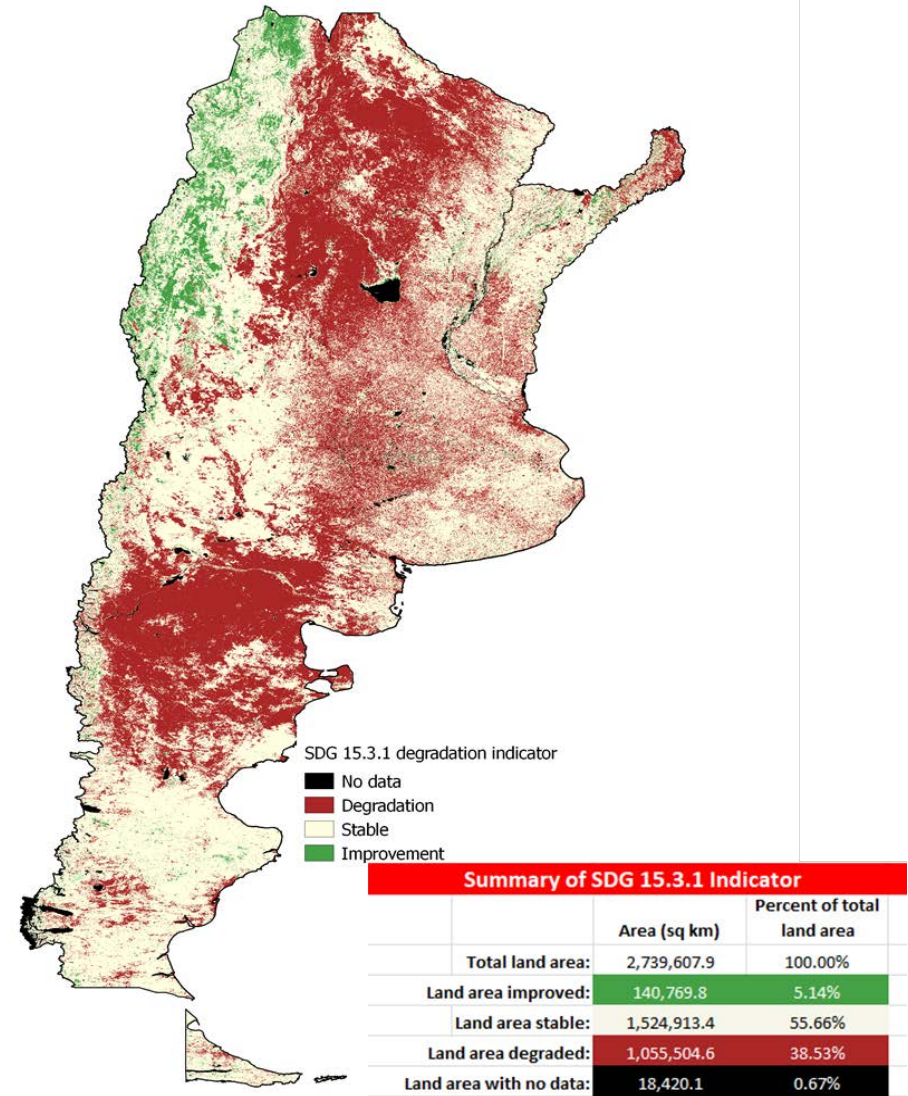 SDG 15.3.1 degradation indicator
No data
Degradation
Stable
Improvement
Summary of SDG 15.3.1 Indicator
Area (sq km) Percent of total land area
Total land area: 2,739,607.9 100.00%
Land area improved: 140,769.8 5.14%
Land area stable: 1,524,913.4 55.66%
Land area degraded: 1,055,504.6 38.53%
Land area with no data: 18,420.1 0.67%